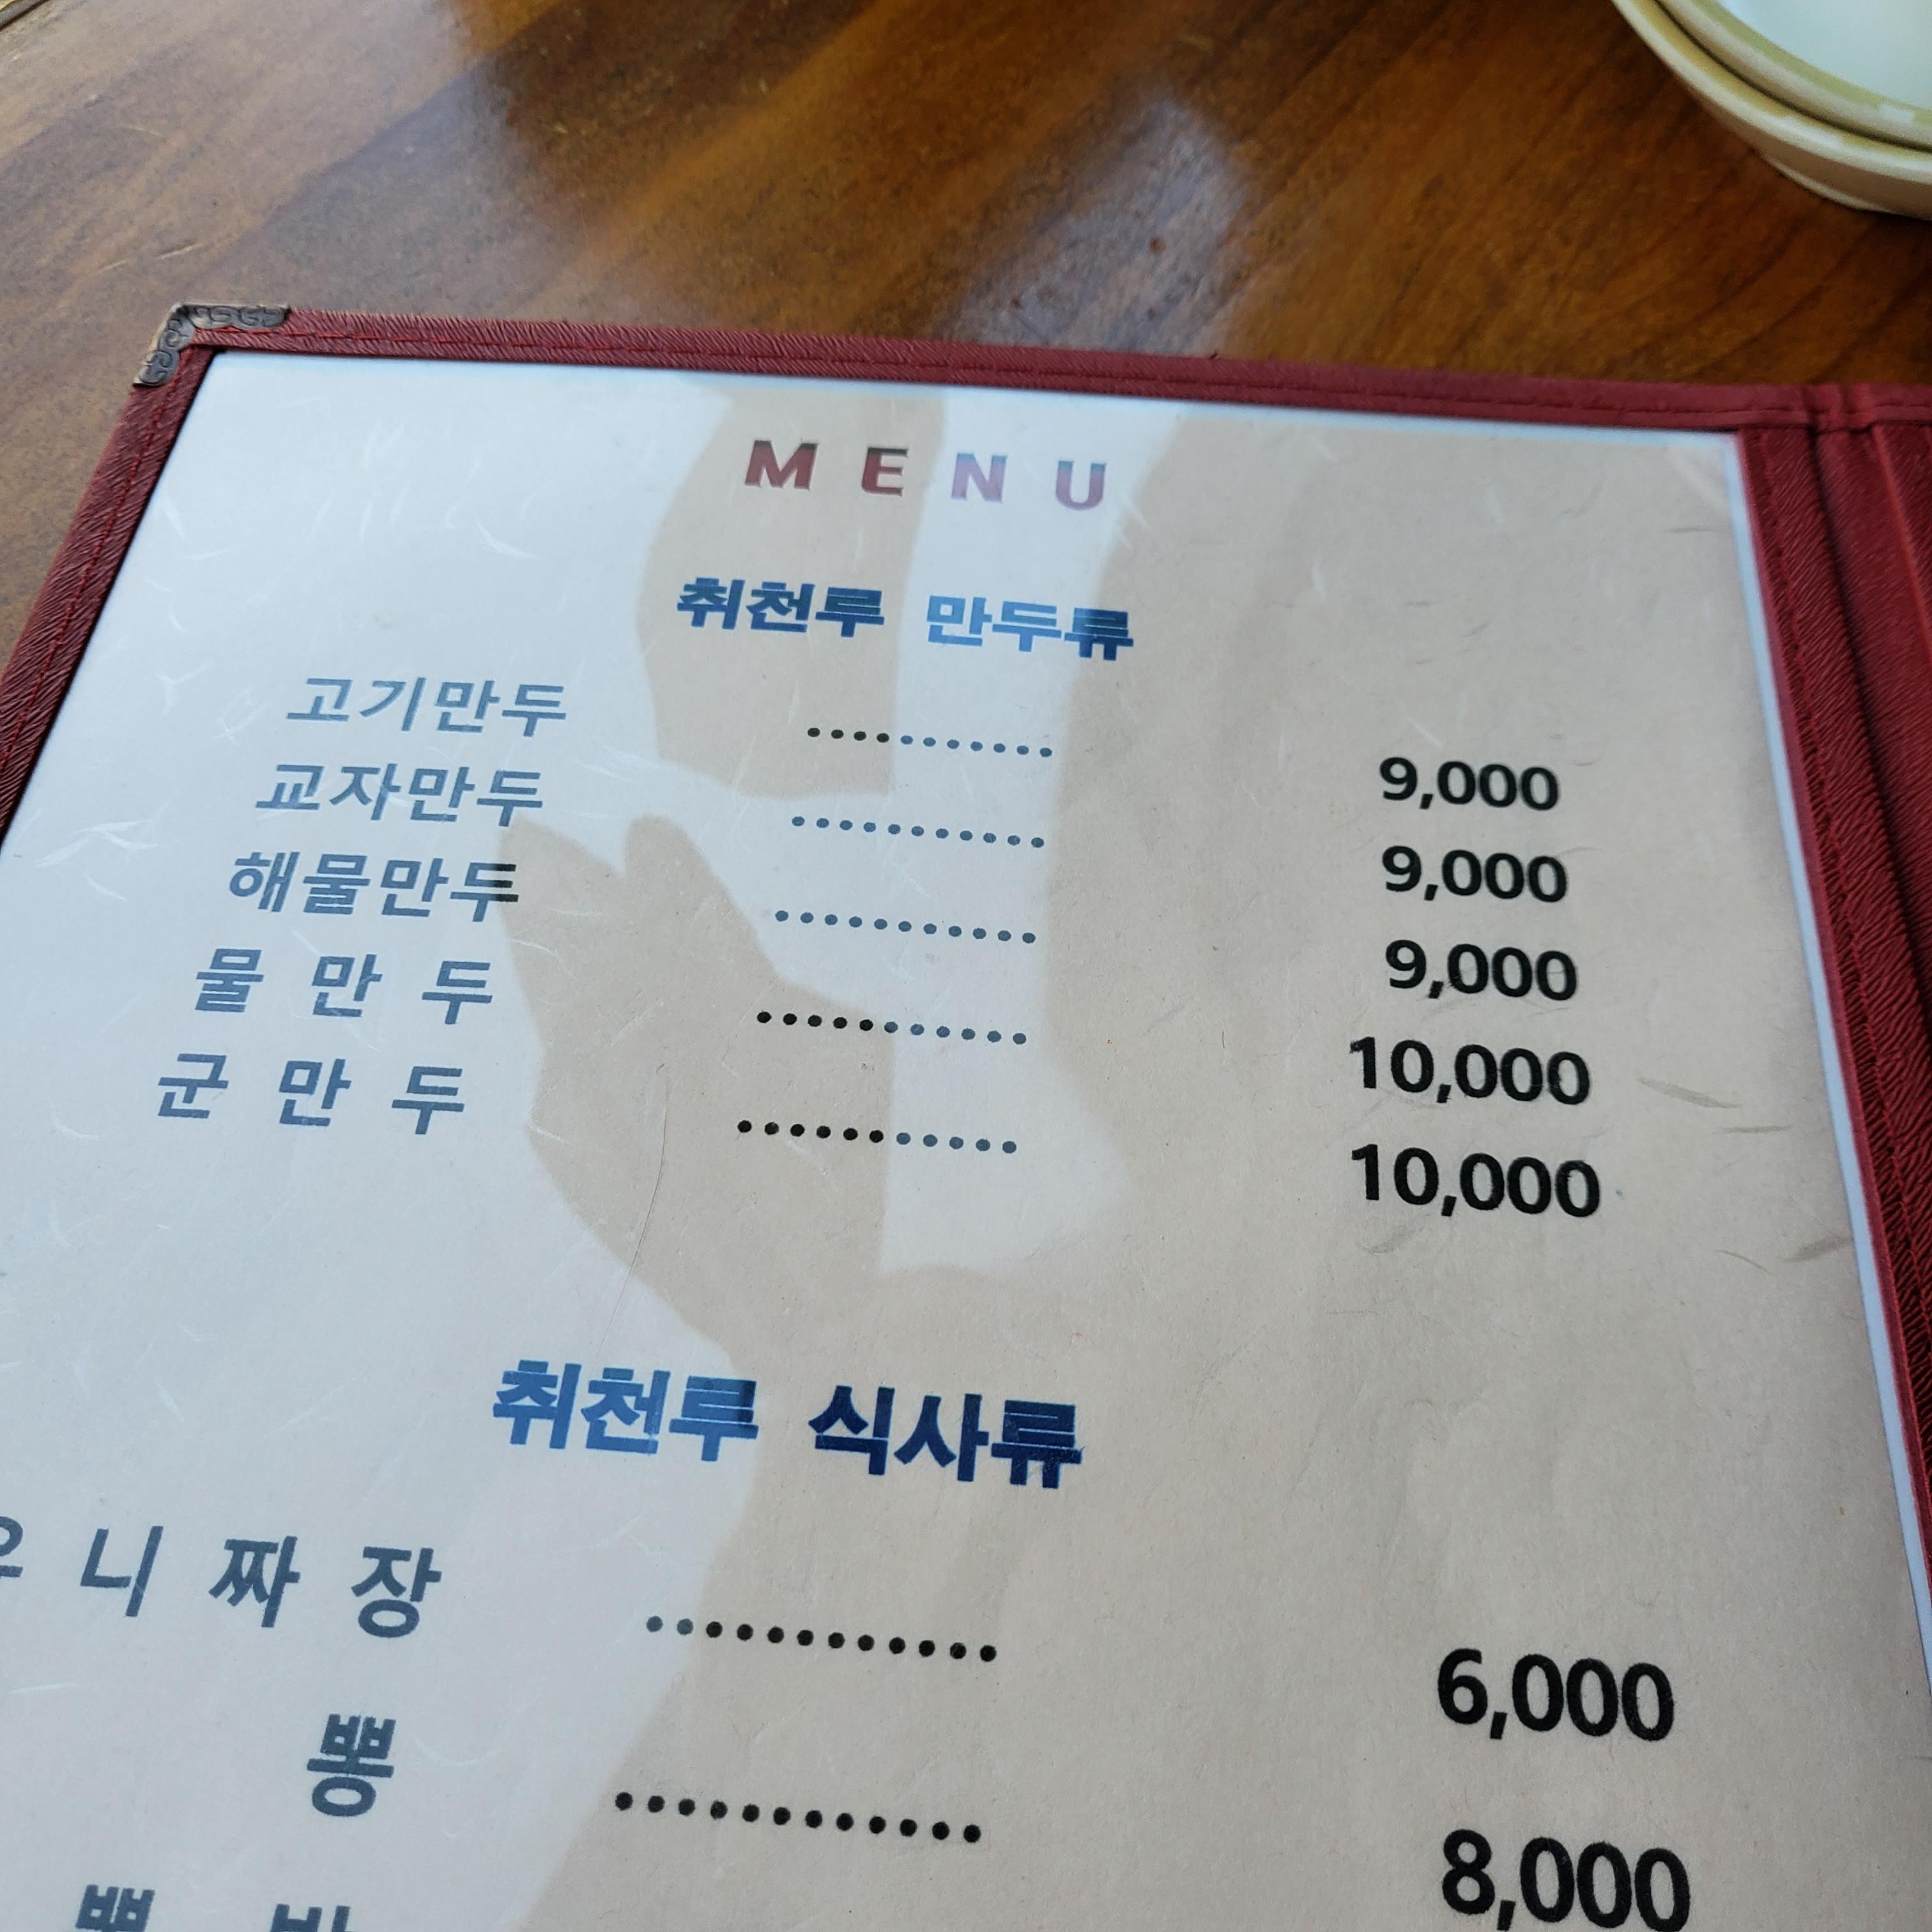 MENU
취천루 만두류
고기만두 ........... 9,000
교자만두 ........... 9,000
해물만두 ........... 9,000
물만두 ........... 10,000
군만두 ........... 10,000
취천루 식사류
니짜장 ............ 6,000
뽕 ............ 8,000